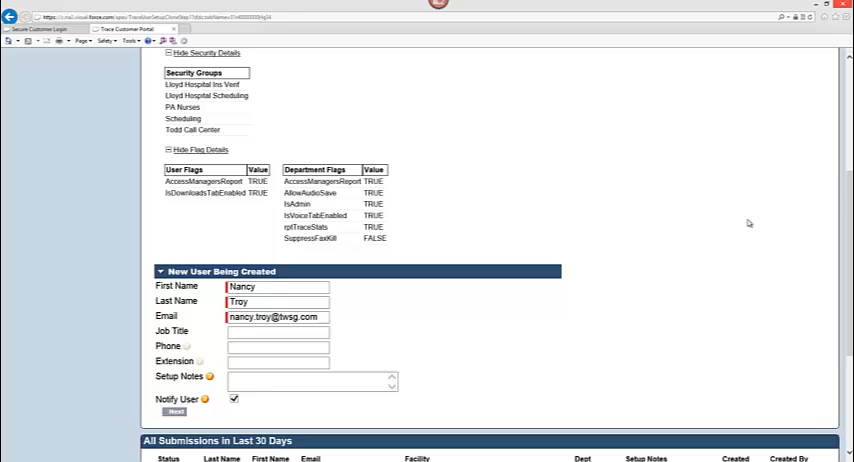 Secure Customer Login
Trace Customer Portal
Page
Safety
Tools
Hide Security Details
Security Groups
Lloyd Hospital Ins Verif
Lloyd Hospital Scheduling
PA Nurses
Scheduling
Todd Call Center
Hide Flag Details
User Flags Value
AccessManagersReport TRUE
IsDownloadsTabEnabled TRUE
Department Flags Value
AccessManagersReport TRUE
AllowAudioSave TRUE
IsAdmin TRUE
IsVoiceTabEnabled TRUE
rptTraceStats TRUE
SuppressFaxKill FALSE
New User Being Created
First Name Nancy
Last Name Troy
Email nancy.troy@twsg.com
Job Title
Phone
Extension
Setup Notes
Notify User
Next
All Submissions in Last 30 Days
Status Last Name First Name Email Facility Dept Setup Notes Created Created By